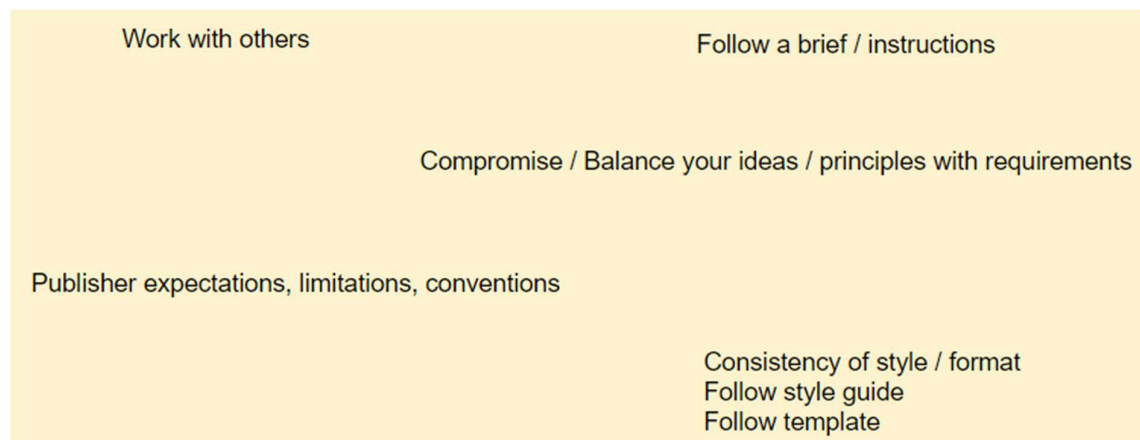 Work with others
Follow a brief / instructions
Compromise / Balance your ideas / principles with requirements
Publisher expectations, limitations, conventions
Consistency of style / format
Follow style guide
Follow template